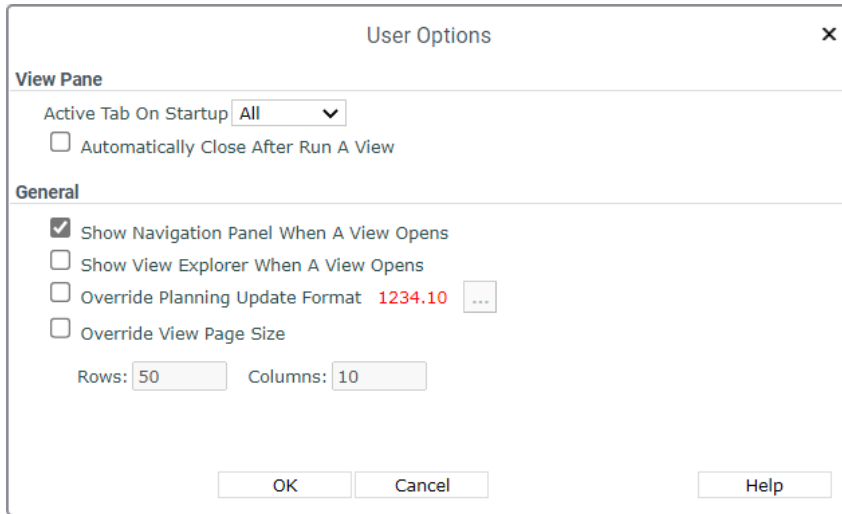 User Options
View Pane
Active Tab On Startup All
Automatically Close After Run A View
General
Show Navigation Panel When A View Opens
Show View Explorer When A View Opens
Override Planning Update Format 1234.10 ...
Override View Page Size
Rows: 50 Columns: 10
OK Cancel Help